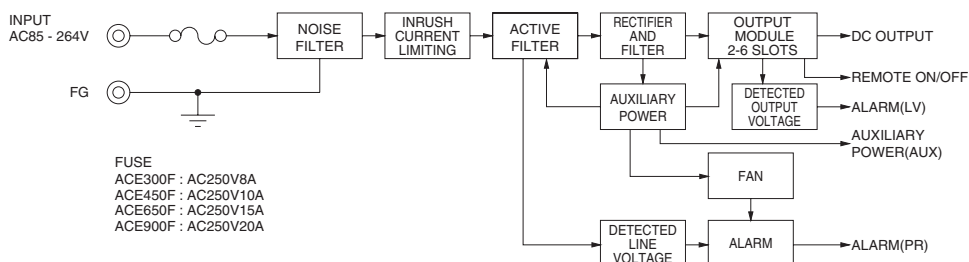 INPUT
AC85 - 264V
FG
NOISE
FILTER
INRUSH
CURRENT
LIMITING
ACTIVE
FILTER
RECTIFIER
AND
FILTER
OUTPUT
MODULE
2-6 SLOTS
DC OUTPUT
REMOTE ON/OFF
AUXILIARY
POWER
DETECTED
OUTPUT
VOLTAGE
ALARM(LV)
AUXILIARY
POWER(AUX)
FUSE
ACE300F : AC250V8A
ACE450F : AC250V10A
ACE650F : AC250V15A
ACE900F : AC250V20A
FAN
DETECTED
LINE
VOLTAGE
ALARM
ALARM(PR)